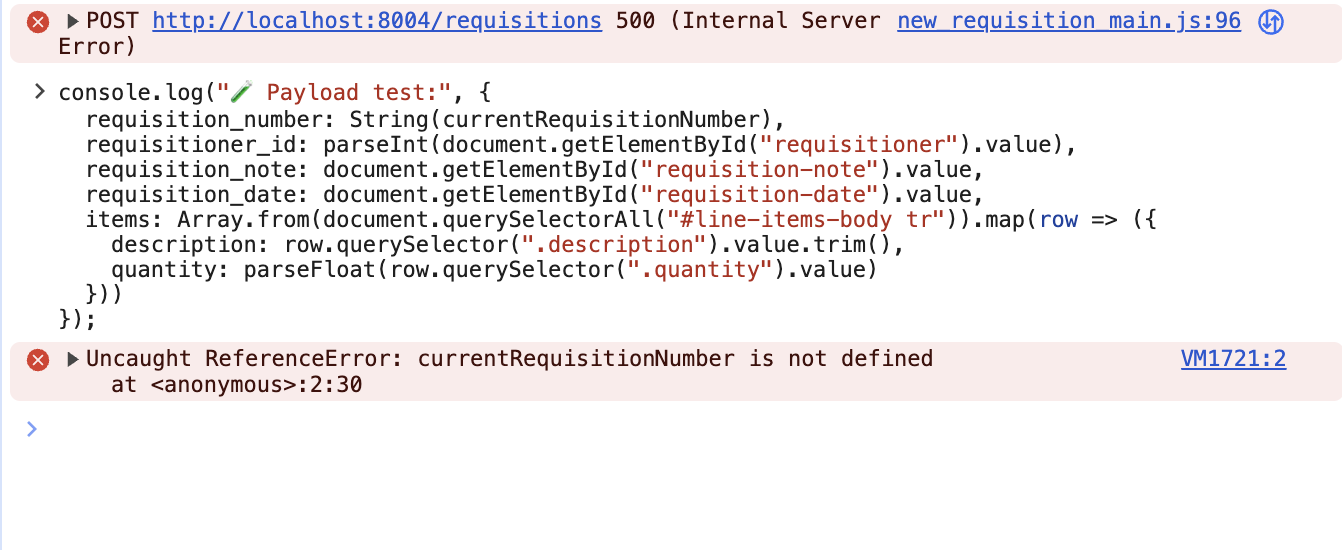 POST http://localhost:8004/requisitions 500 (Internal Server new_requisition_main.js:96
Error)
console.log("🧪 Payload test:", {
requisition_number: String(currentRequisitionNumber),
requisitioner_id: parseInt(document.getElementById("requisitioner").value),
requisition_note: document.getElementById("requisition-note").value,
requisition_date: document.getElementById("requisition-date").value,
items: Array.from(document.querySelectorAll("#line-items-body tr")).map(row => ({
description: row.querySelector(".description").value.trim(),
quantity: parseFloat(row.querySelector(".quantity").value)
}))
});
Uncaught ReferenceError: currentRequisitionNumber is not defined VM1721:2
at <anonymous>:2:30